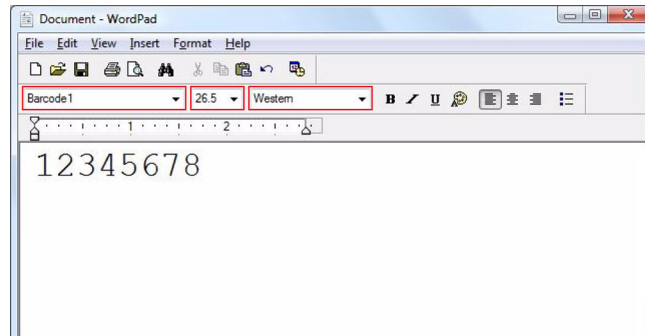 Document - WordPad
File Edit View Insert Format Help
Barcode1 26.5 Western B / U
1 2
12345678